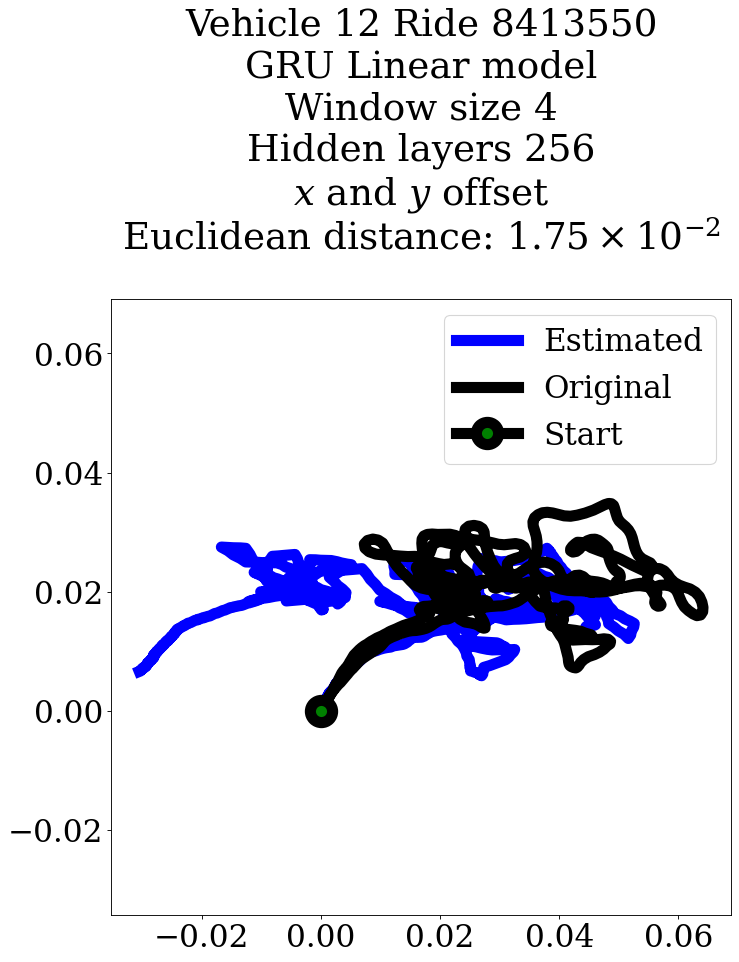 Vehicle 12 Ride 8413550
GRU Linear model
Window size 4
Hidden layers 256
x and y offset
Euclidean distance: 1.75 × 10⁻²
Estimated
Original
Start
0.06
0.04
0.02
0.00
−0.02
−0.02 0.00 0.02 0.04 0.06